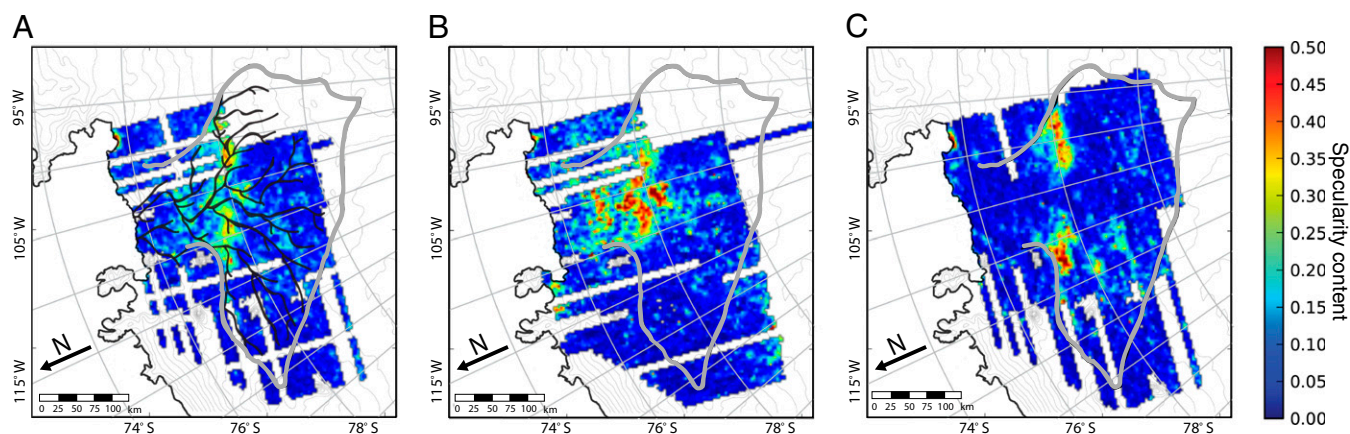 A
B
C
95° W
105° W
115° W
N
0 25 50 75 100 km
74° S
76° S
78° S
95° W
105° W
115° W
N
0 25 50 75 100 km
74° S
76° S
78° S
95° W
105° W
115° W
N
0 25 50 75 100 km
74° S
76° S
78° S
0.50
0.45
0.40
0.35
0.30
0.25
0.20
0.15
0.10
0.05
0.00
Specularity content